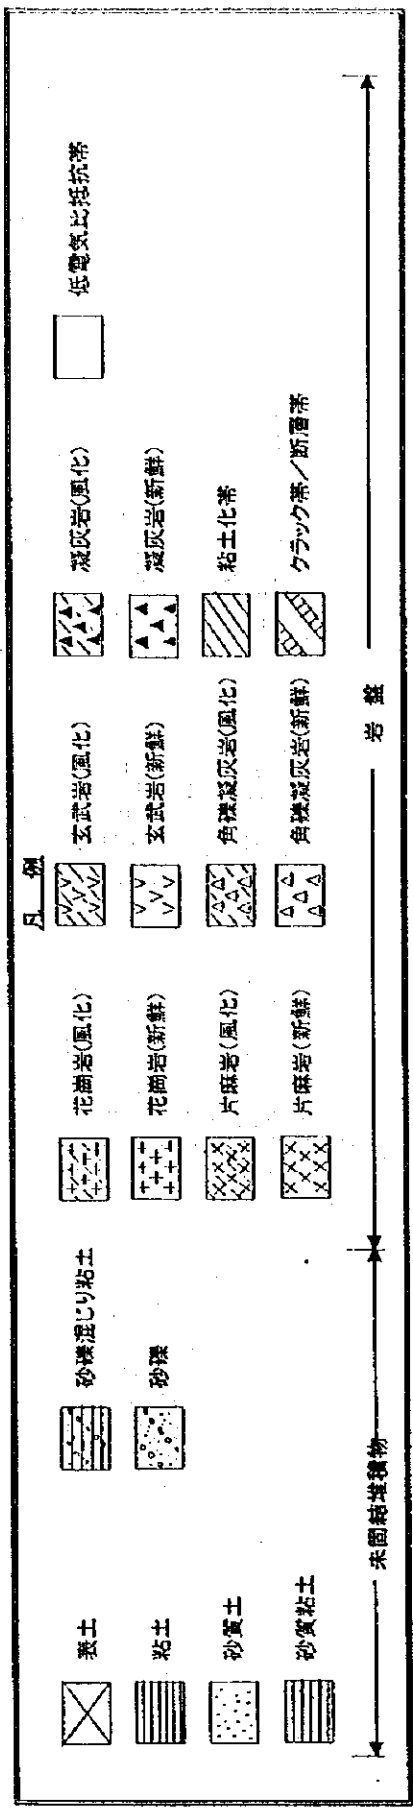 凡 例
表土
粘土
砂質土
砂質粘土
砂礫混じり粘土
砂礫
花崗岩(風化)
花崗岩(新鮮)
片麻岩(風化)
片麻岩(新鮮)
玄武岩(風化)
玄武岩(新鮮)
角礫凝灰岩(風化)
角礫凝灰岩(新鮮)
凝灰岩(風化)
凝灰岩(新鮮)
粘土化帯
クラック帯／断層帯
低電気比抵抗帯
未固結堆積物
岩 盤